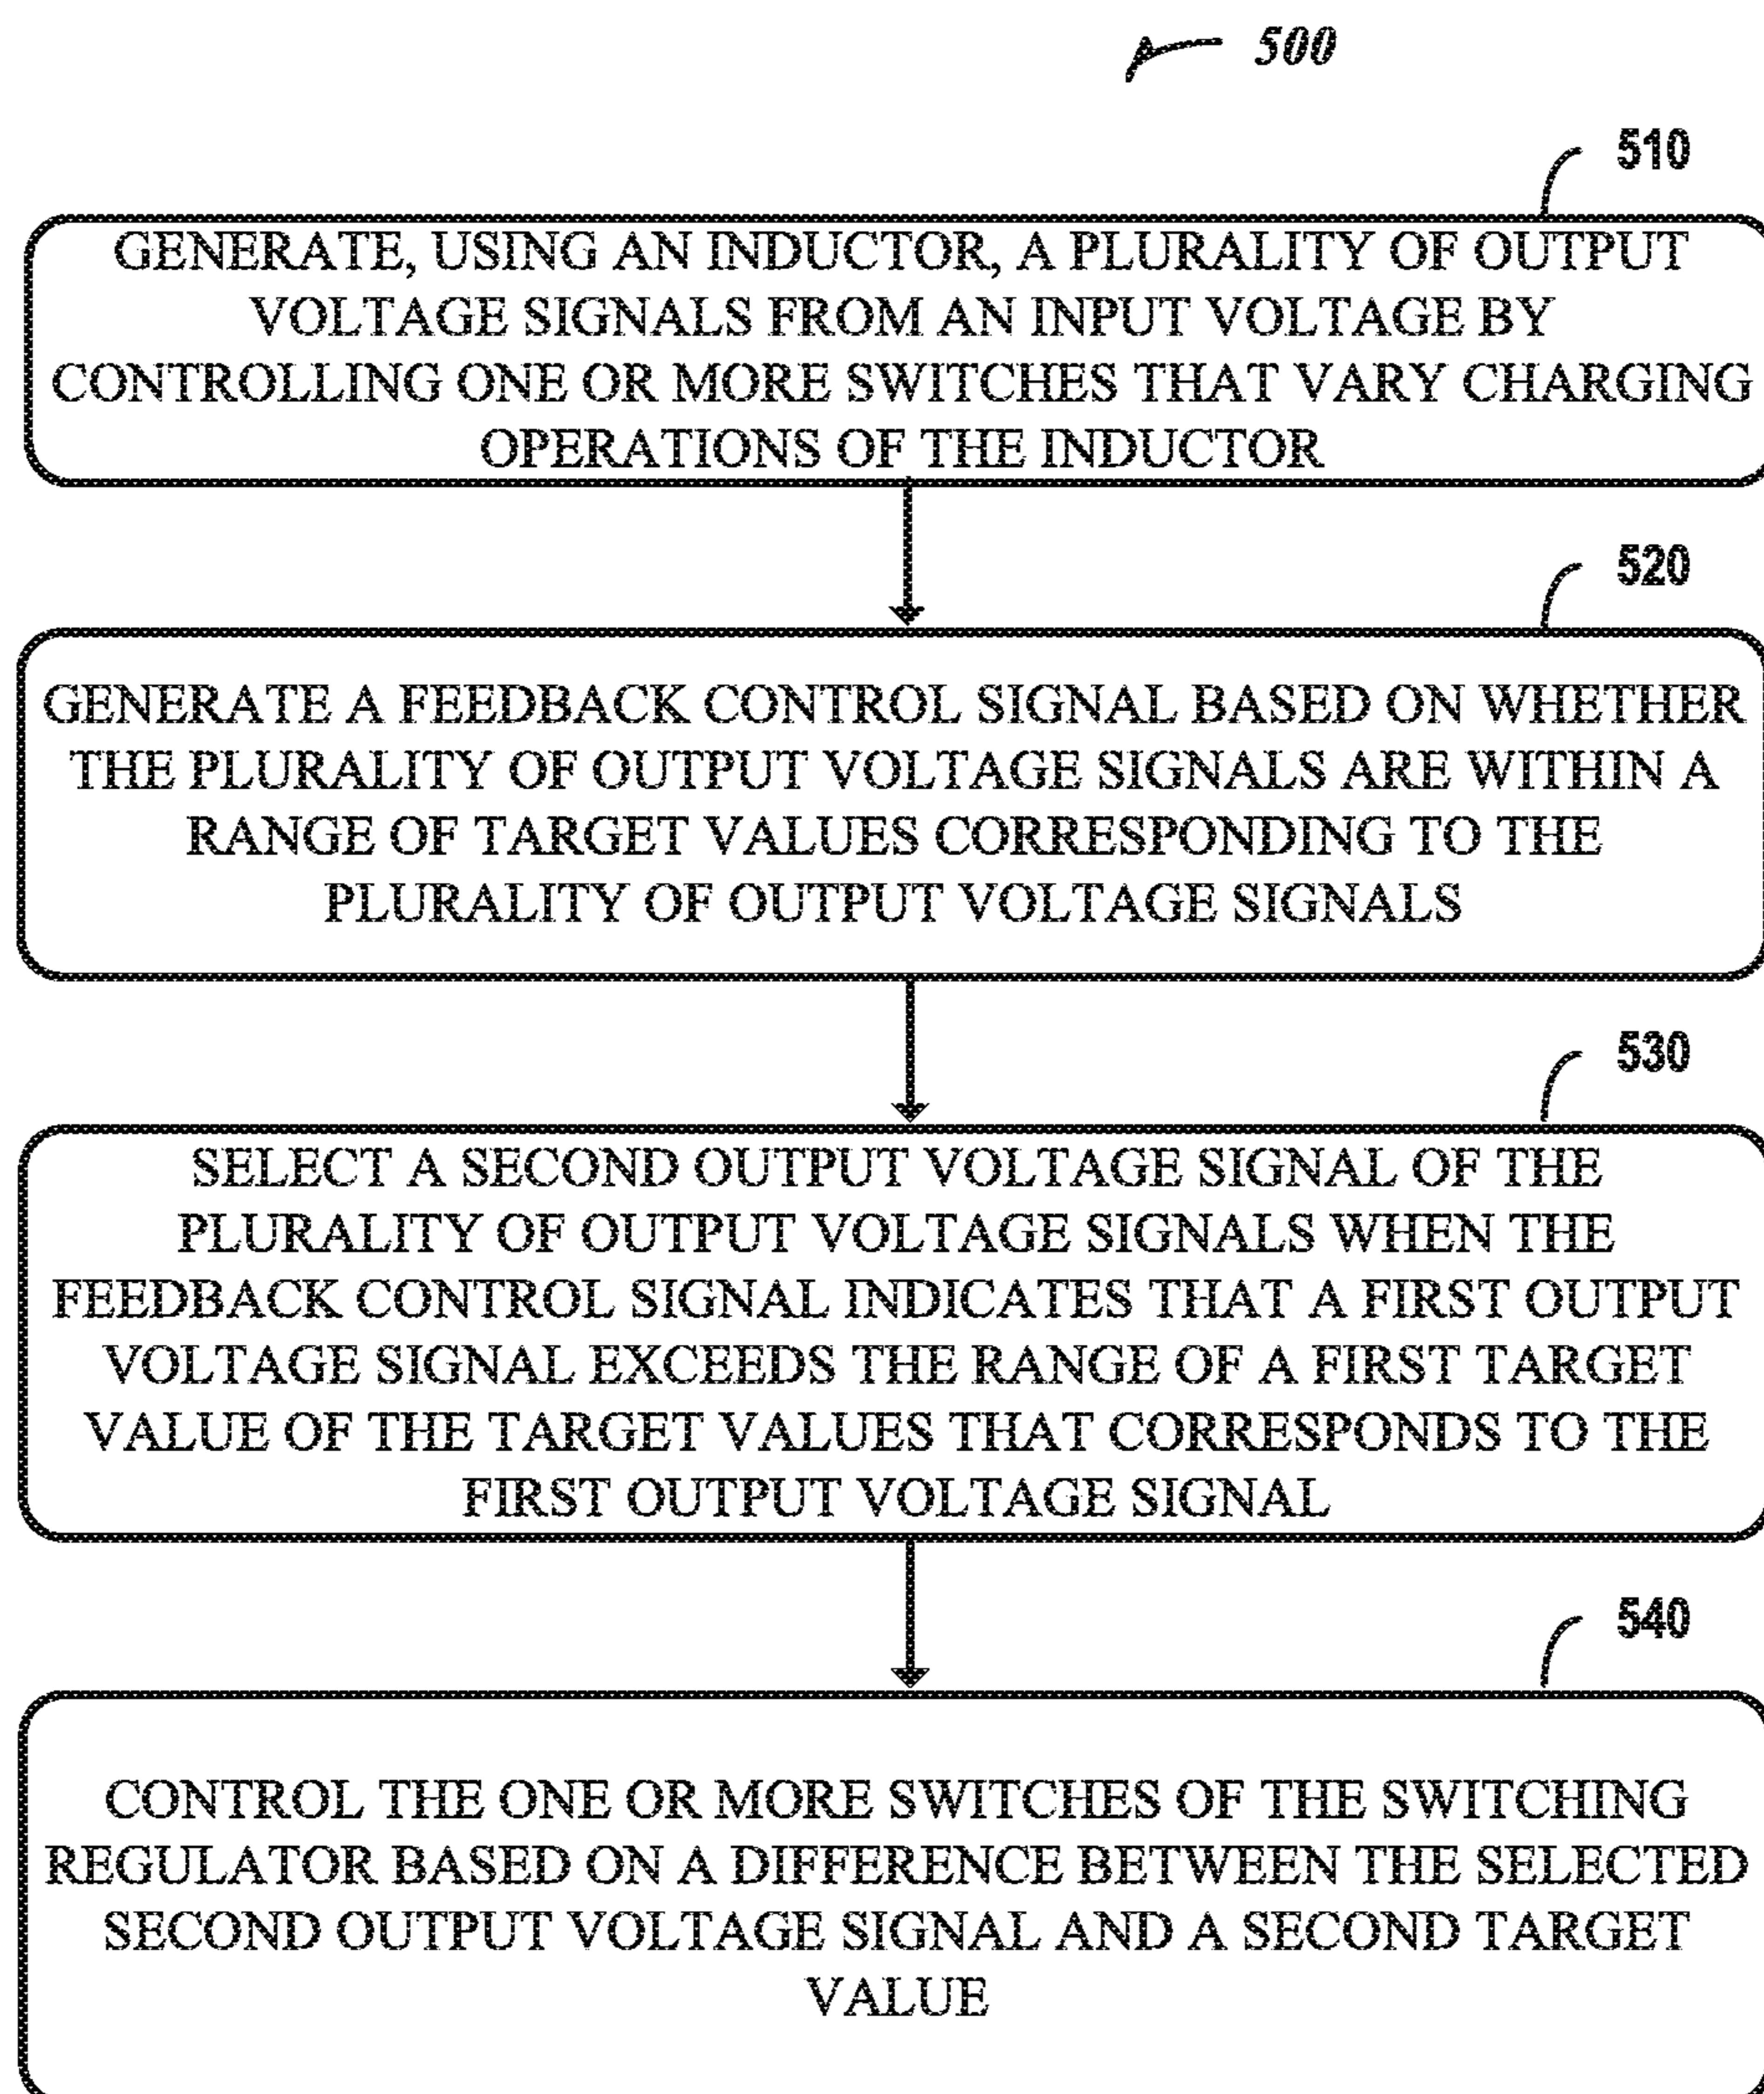 500
510
GENERATE, USING AN INDUCTOR, A PLURALITY OF OUTPUT
VOLTAGE SIGNALS FROM AN INPUT VOLTAGE BY
CONTROLLING ONE OR MORE SWITCHES THAT VARY CHARGING
OPERATIONS OF THE INDUCTOR
520
GENERATE A FEEDBACK CONTROL SIGNAL BASED ON WHETHER
THE PLURALITY OF OUTPUT VOLTAGE SIGNALS ARE WITHIN A
RANGE OF TARGET VALUES CORRESPONDING TO THE
PLURALITY OF OUTPUT VOLTAGE SIGNALS
530
SELECT A SECOND OUTPUT VOLTAGE SIGNAL OF THE
PLURALITY OF OUTPUT VOLTAGE SIGNALS WHEN THE
FEEDBACK CONTROL SIGNAL INDICATES THAT A FIRST OUTPUT
VOLTAGE SIGNAL EXCEEDS THE RANGE OF A FIRST TARGET
VALUE OF THE TARGET VALUES THAT CORRESPONDS TO THE
FIRST OUTPUT VOLTAGE SIGNAL
540
CONTROL THE ONE OR MORE SWITCHES OF THE SWITCHING
REGULATOR BASED ON A DIFFERENCE BETWEEN THE SELECTED
SECOND OUTPUT VOLTAGE SIGNAL AND A SECOND TARGET
VALUE